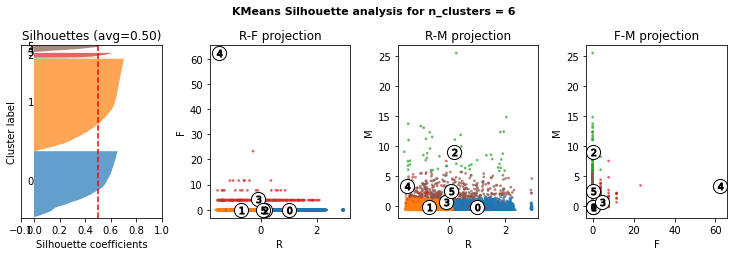 KMeans Silhouette analysis for n_clusters = 6
Silhouettes (avg=0.50)
Cluster label
5
2
1
0
−0.1 0.0 0.2 0.4 0.6 0.8 1.0
Silhouette coefficients
R-F projection
F
60
50
40
30
20
10
0
4
3
1
5
0
0 2
R
R-M projection
M
25
20
15
10
5
0
2
4
5
3
1
0
0 2
R
F-M projection
M
25
20
15
10
5
0
2
4
5
3
0 20 40 60
F